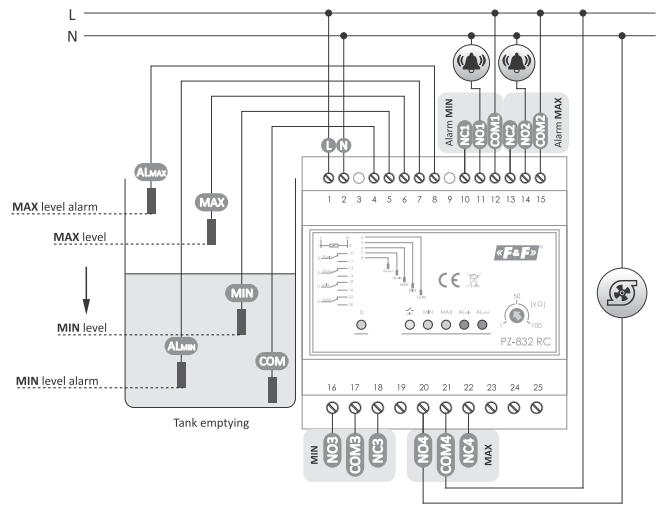 L
N
Alarm MIN
NC1
NO1
COM1
NC2
NO2
COM2
Alarm MAX
L N
1 2 3 4 5 6 7 8 9 10 11 12 13 14 15
ALMAX
MAX
MAX level alarm
MAX level
MIN
MIN level
ALMIN
COM
MIN level alarm
Tank emptying
«F&F»®
CE
U
MIN MAX ALMIN ALMAX
50
(kΩ)
1 100
PZ-832 RC
16 17 18 19 20 21 22 23 24 25
MIN
NO3
COM3
NC3
NO4
COM4
NC4
MAX